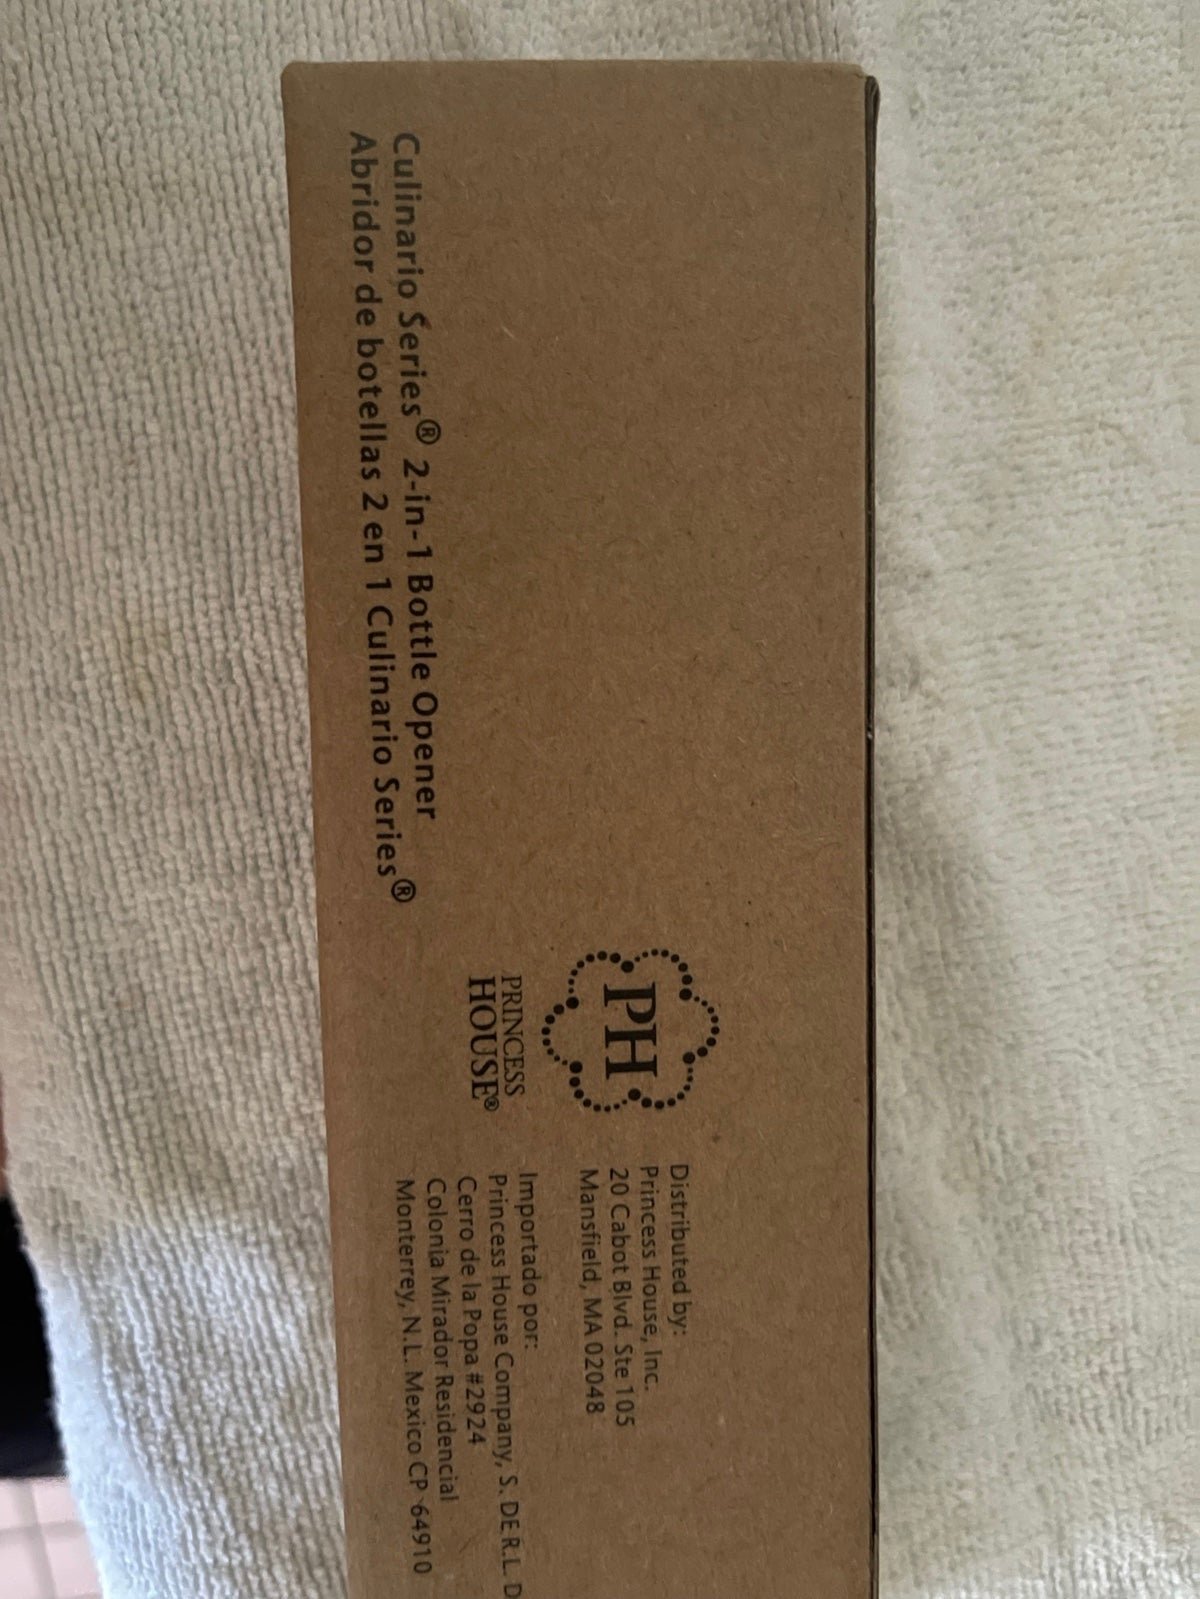 Culinario Series® 2-in-1 Bottle Opener
Abridor de botellas 2 en 1 Culinario Series®
PH
PRINCESS
HOUSE®
Distributed by:
Princess House, Inc.
20 Cabot Blvd. Ste 105
Mansfield, MA 02048
Importado por:
Princess House Company, S. DE R.L. D
Cerro de la Popa #2924
Colonia Mirador Residencial
Monterrey, N.L. Mexico CP 64910